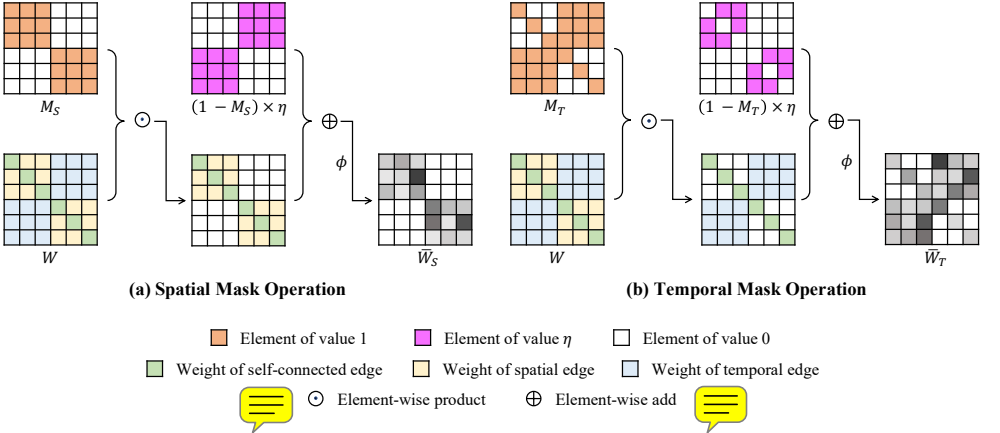 M_S
(1 − M_S) × η
M_T
(1 − M_T) × η
ϕ
ϕ
W
W̅_S
W
W̅_T
(a) Spatial Mask Operation
(b) Temporal Mask Operation
Element of value 1
Element of value η
Element of value 0
Weight of self-connected edge
Weight of spatial edge
Weight of temporal edge
⊙ Element-wise product
⊕ Element-wise add